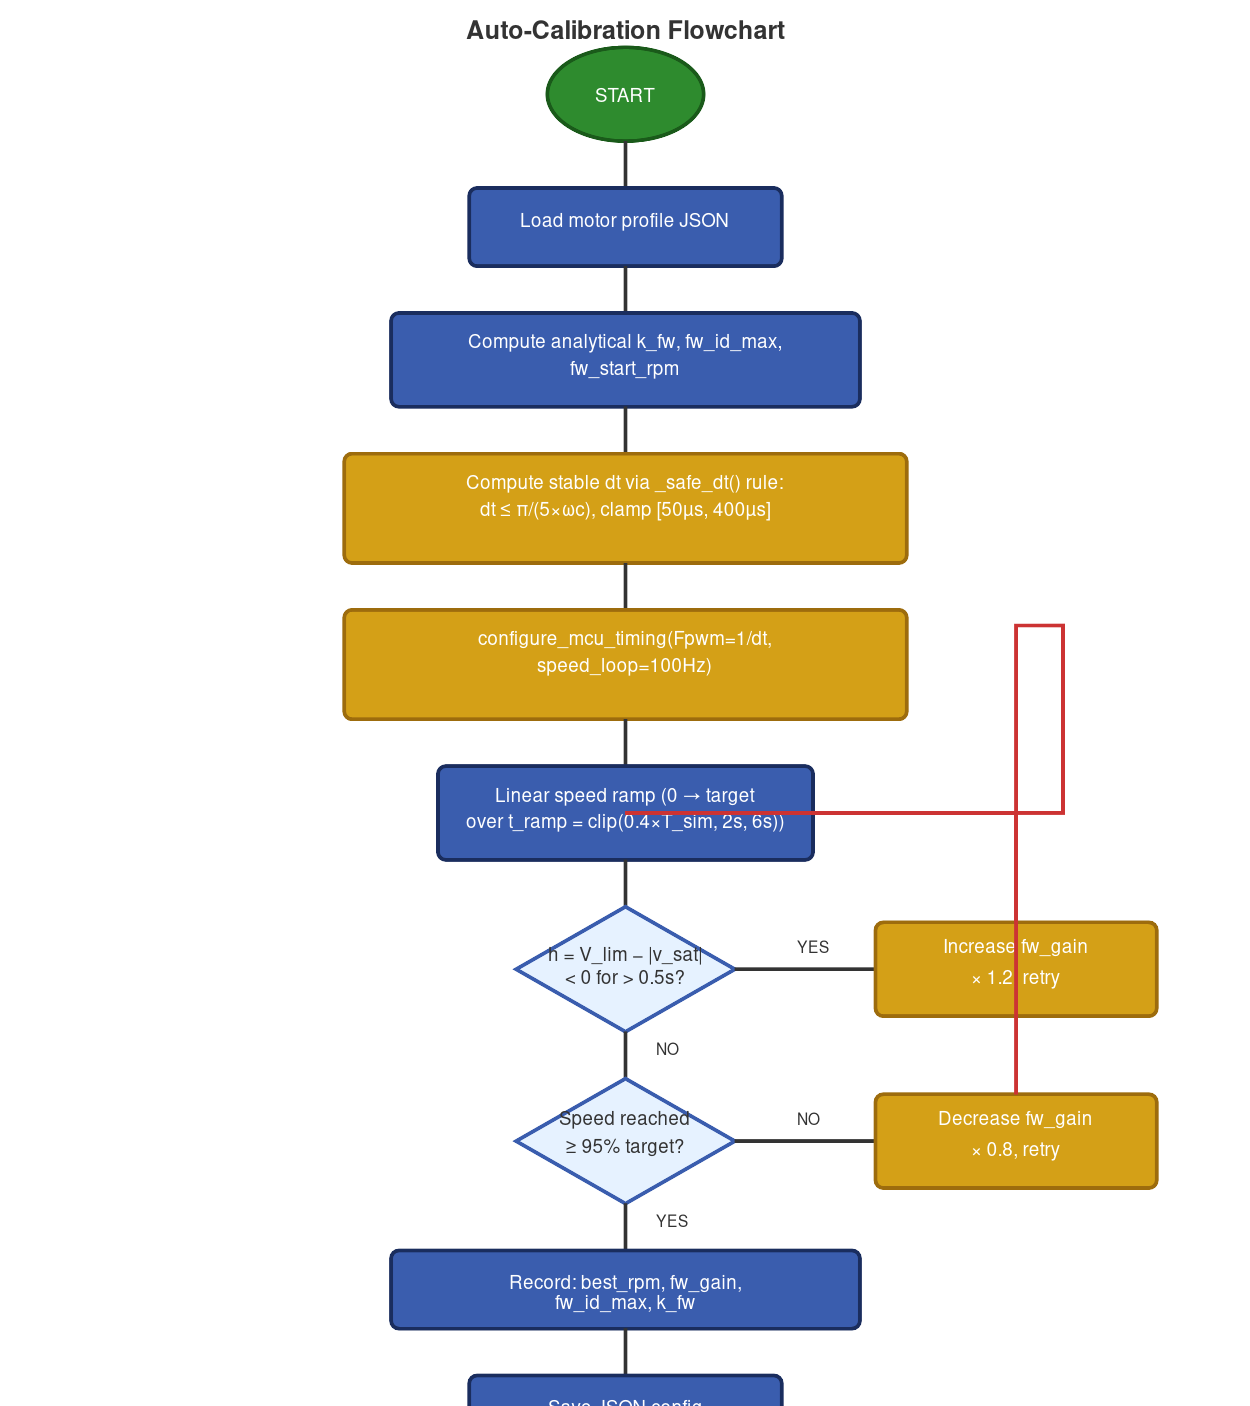 Auto-Calibration Flowchart
START
Load motor profile JSON
Compute analytical k_fw, fw_id_max,
fw_start_rpm
Compute stable dt via _safe_dt() rule:
dt ≤ π/(5×ωc), clamp [50μs, 400μs]
configure_mcu_timing(Fpwm=1/dt,
speed_loop=100Hz)
Linear speed ramp (0 → target
over t_ramp = clip(0.4×T_sim, 2s, 6s))
h = V_lim – |v_sat|
< 0 for > 0.5s?
YES
Increase fw_gain
× 1.2, retry
NO
Speed reached
≥ 95% target?
NO
Decrease fw_gain
× 0.8, retry
YES
Record: best_rpm, fw_gain,
fw_id_max, k_fw
Save JSON config